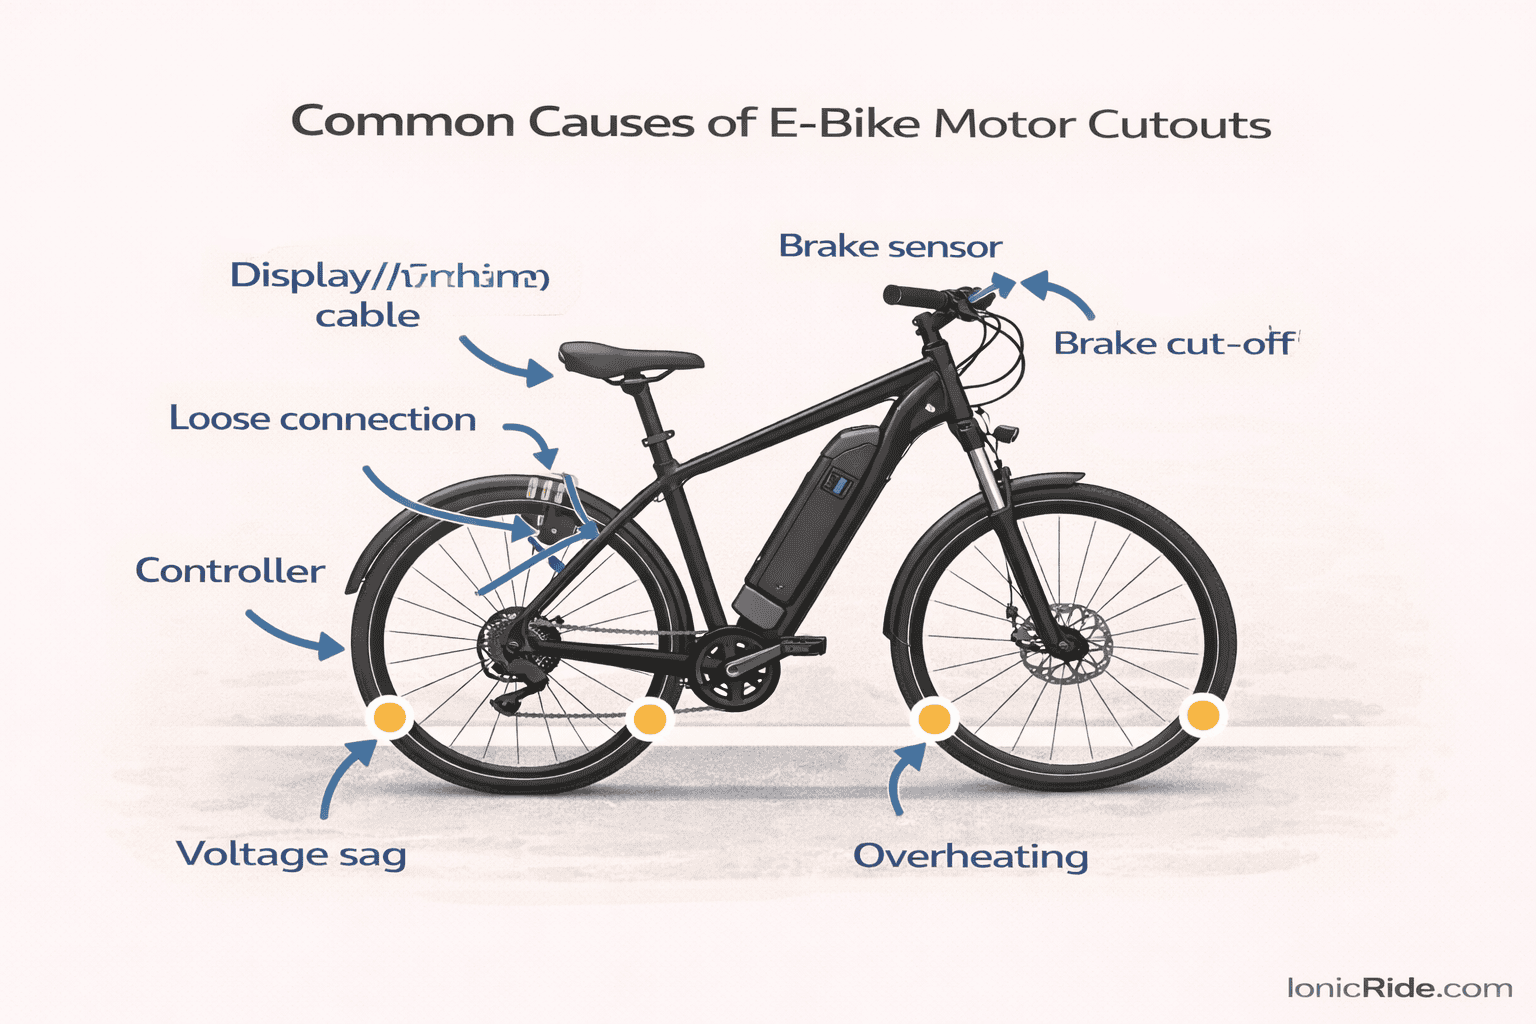 Common Causes of E-Bike Motor Cutouts
Brake sensor
Display//
cable
Brake cut-off
Loose connection
Controller
Voltage sag
Overheating
IonicRide.com